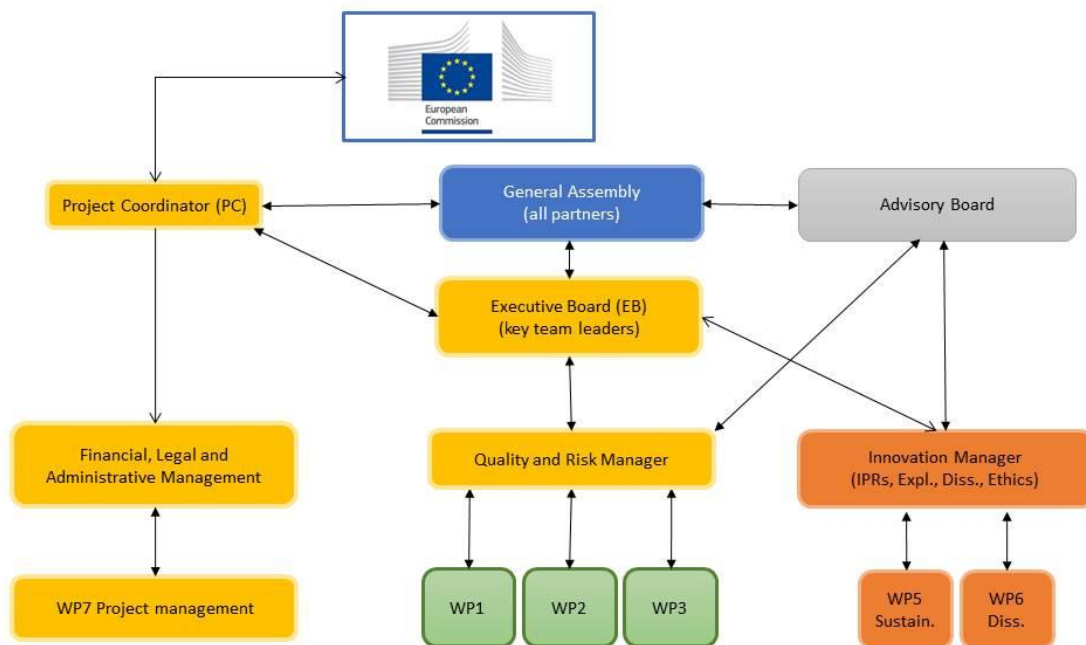 European
Commission
Project Coordinator (PC)
General Assembly
(all partners)
Advisory Board
Executive Board (EB)
(key team leaders)
Financial, Legal and
Administrative Management
Quality and Risk Manager
Innovation Manager
(IPRs, Expl., Diss., Ethics)
WP7 Project management
WP1
WP2
WP3
WP5
Sustain.
WP6
Diss.